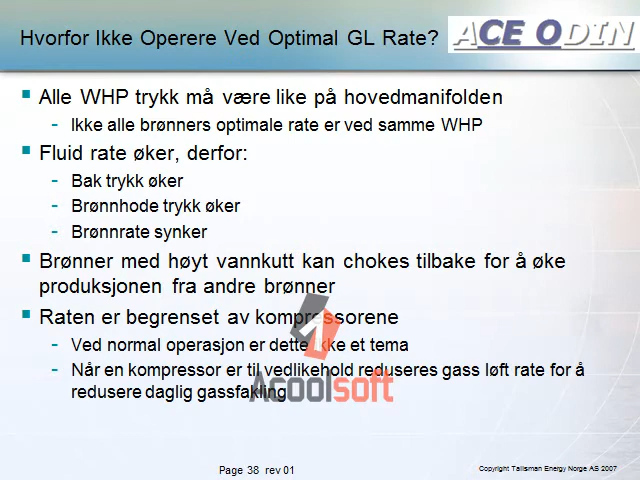 Hvorfor Ikke Operere Ved Optimal GL Rate?
ACE ODIN
Alle WHP trykk må være like på hovedmanifolden
- Ikke alle brønners optimale rate er ved samme WHP
Fluid rate øker, derfor:
- Bak trykk øker
- Brønnhode trykk øker
- Brønnrate synker
Brønner med høyt vannkutt kan chokes tilbake for å øke
produksjonen fra andre brønner
Raten er begrenset av kompressorene
- Ved normal operasjon er dette ikke et tema
- Når en kompressor er til vedlikehold reduseres gass løft rate for å
redusere daglig gassfakling
Acoolsoft
Page 38 rev 01
Copyright Talisman Energy Norge AS 2007